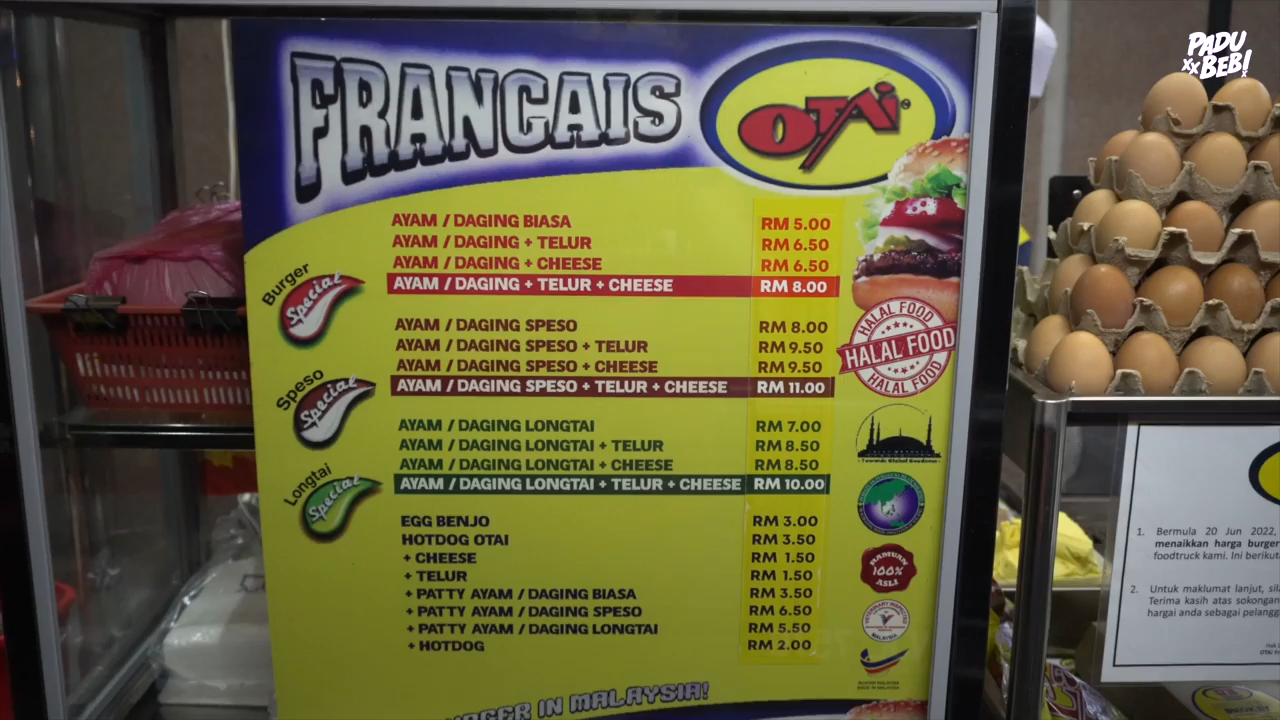 PADU
xx BEBI x
FRANCAIS
OTAi
®
AYAM / DAGING BIASA RM 5.00
AYAM / DAGING + TELUR RM 6.50
AYAM / DAGING + CHEESE RM 6.50
AYAM / DAGING + TELUR + CHEESE RM 8.00
Burger
Special
AYAM / DAGING SPESO RM 8.00
AYAM / DAGING SPESO + TELUR RM 9.50
AYAM / DAGING SPESO + CHEESE RM 9.50
AYAM / DAGING SPESO + TELUR + CHEESE RM 11.00
Speso
Special
AYAM / DAGING LONGTAI RM 7.00
AYAM / DAGING LONGTAI + TELUR RM 8.50
AYAM / DAGING LONGTAI + CHEESE RM 8.50
AYAM / DAGING LONGTAI + TELUR + CHEESE RM 10.00
Longtai
Special
EGG BENJO RM 3.00
HOTDOG OTAI RM 3.50
+ CHEESE RM 1.50
+ TELUR RM 1.50
+ PATTY AYAM / DAGING BIASA RM 3.50
+ PATTY AYAM / DAGING SPESO RM 6.50
+ PATTY AYAM / DAGING LONGTAI RM 5.50
+ HOTDOG RM 2.00
IN MALAYSIA!
HALAL FOOD
HALAL FOOD
HALAL FOOD
RAMUAN
100%
ASLI
MALAYSIA
1. Bermula 20 Jun 2022,
menaikkan harga burger
foodtruck kami. Ini berikut
2. Untuk maklumat lanjut,
Terima kasih atas sokongan
hargai anda sebagai pelangg